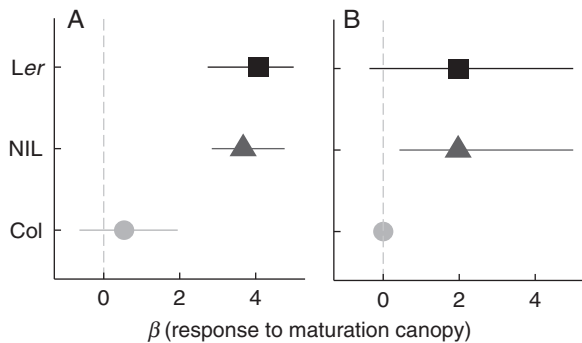 A
B
Ler
NIL
Col
0 2 4 0 2 4
β (response to maturation canopy)